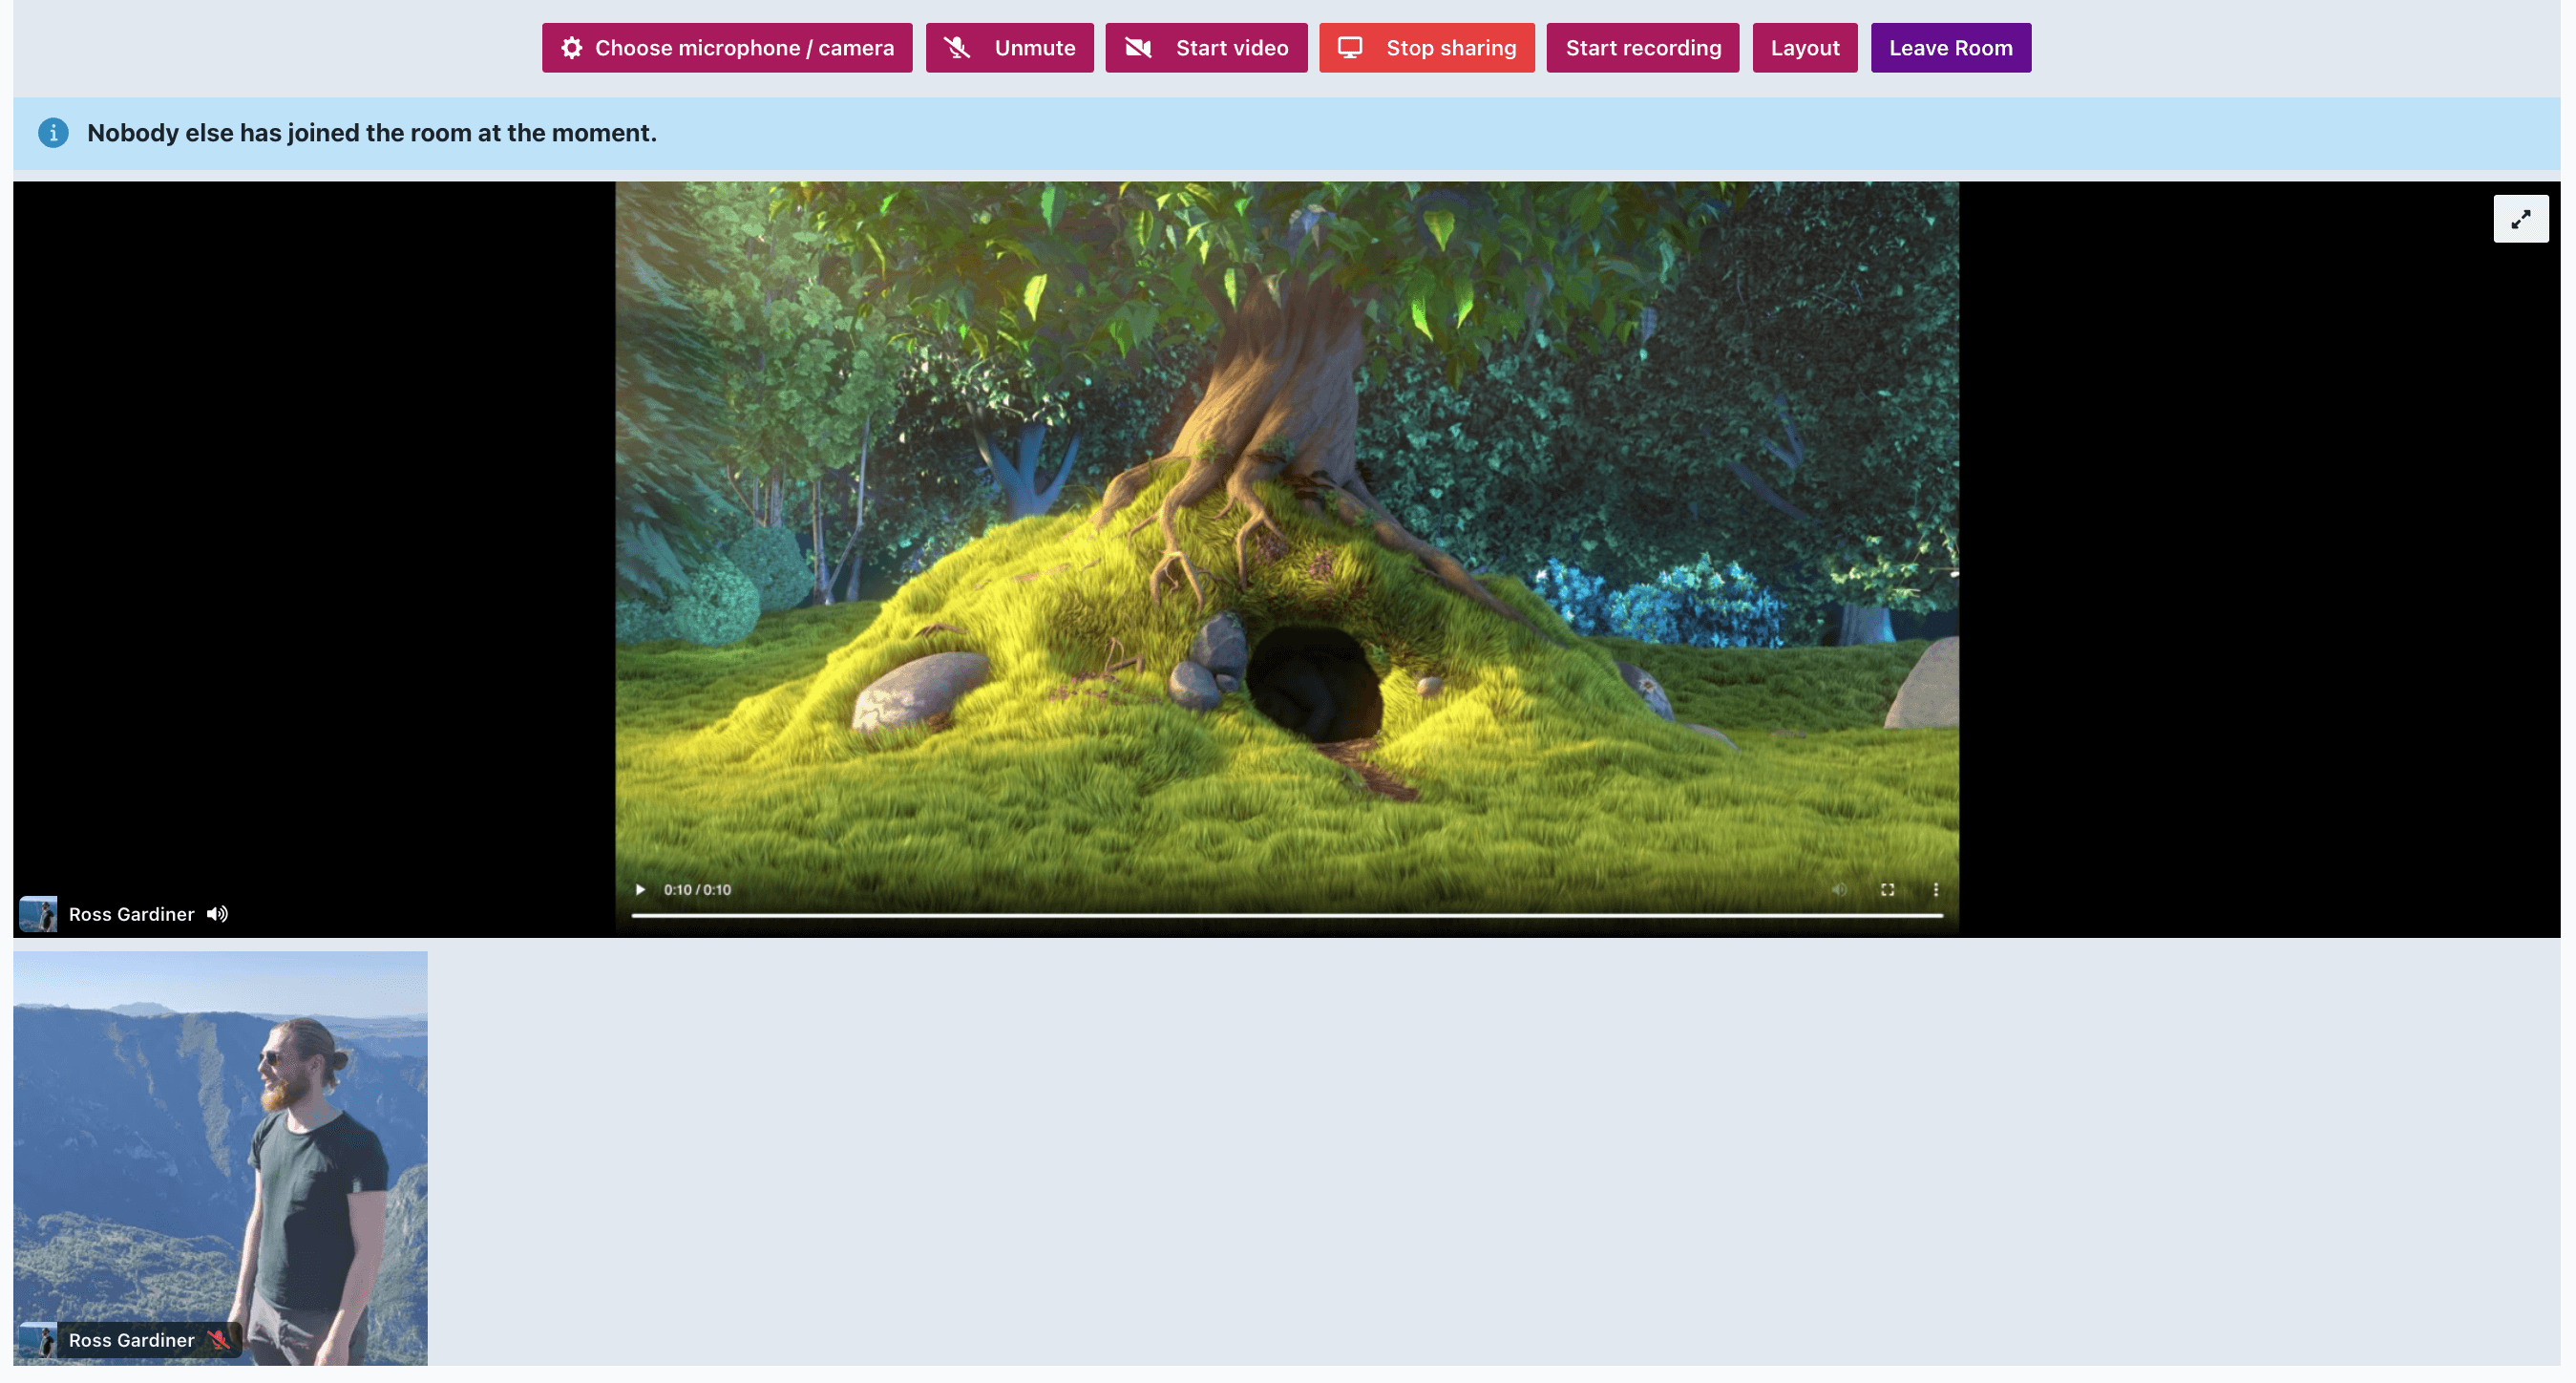 Choose microphone / camera
Unmute
Start video
Stop sharing
Start recording
Layout
Leave Room
Nobody else has joined the room at the moment.
0:10 / 0:10
Ross Gardiner
Ross Gardiner